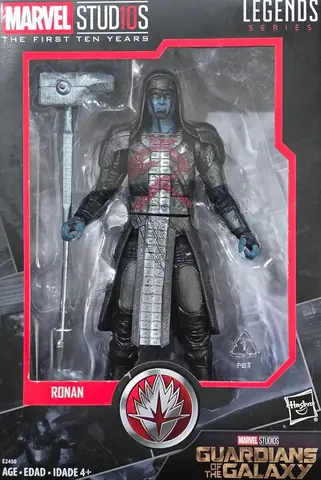 MARVEL STUDIOS
THE FIRST TEN YEARS
LEGENDS
SERIES
1
PET
RONAN
Hasbro
E2450
AGE • EDAD • IDADE 4+
MARVEL STUDIOS
GUARDIANS
OF THE
GALAXY